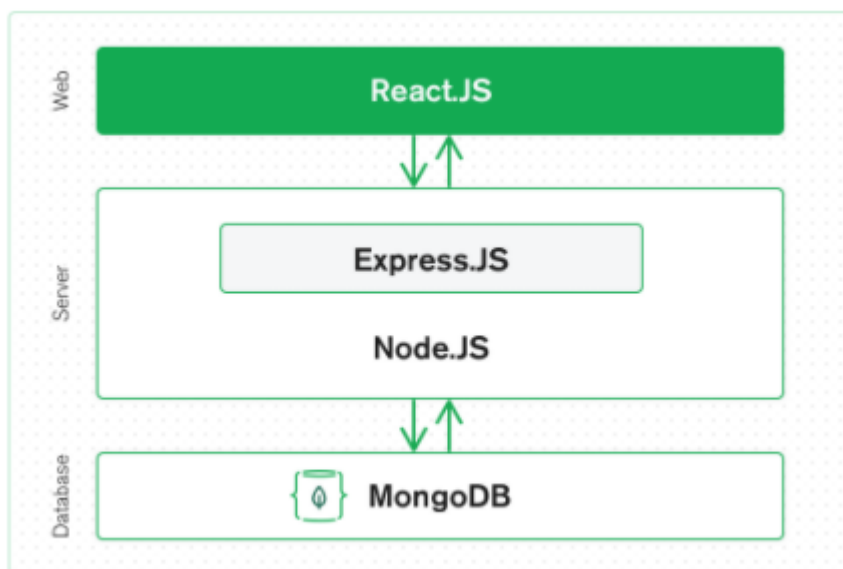 Web
React.JS
Server
Express.JS
Node.JS
Database
MongoDB